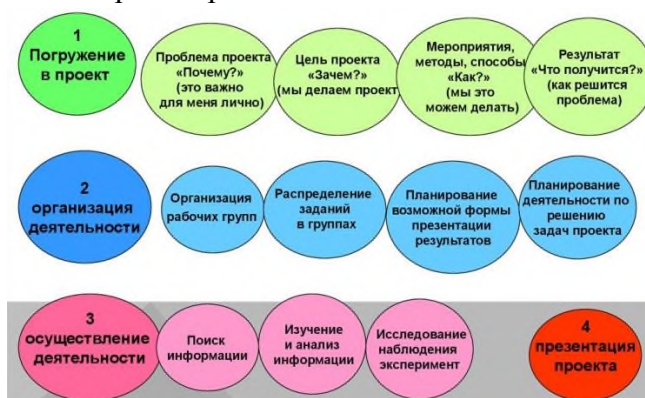 1
Погружение
в проект
Проблема проекта
«Почему?»
(это важно
для меня лично)
Цель проекта
«Зачем?»
(мы делаем проект
Мероприятия,
методы, способы
«Как?»
(мы это
можем делать)
Результат
«Что получится?»
(как решится
проблема)
2
организация
деятельности
Организация
рабочих групп
Распределение
заданий
в группах
Планирование
возможной формы
презентации
результатов
Планирование
деятельности по
решению
задач проекта
3
осуществление
деятельности
Поиск
информации
Изучение
и анализ
информации
Исследование
наблюдения
эксперимент
4
презентация
проекта